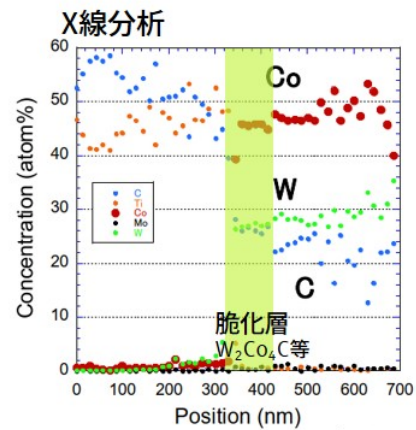 X線分析
60
50
40
30
20
10
0
Concentration (atom%)
Co
W
C
C
Ti
Co
Mo
W
脆化層
W₂Co₄C等
0 100 200 300 400 500 600 700
Position (nm)